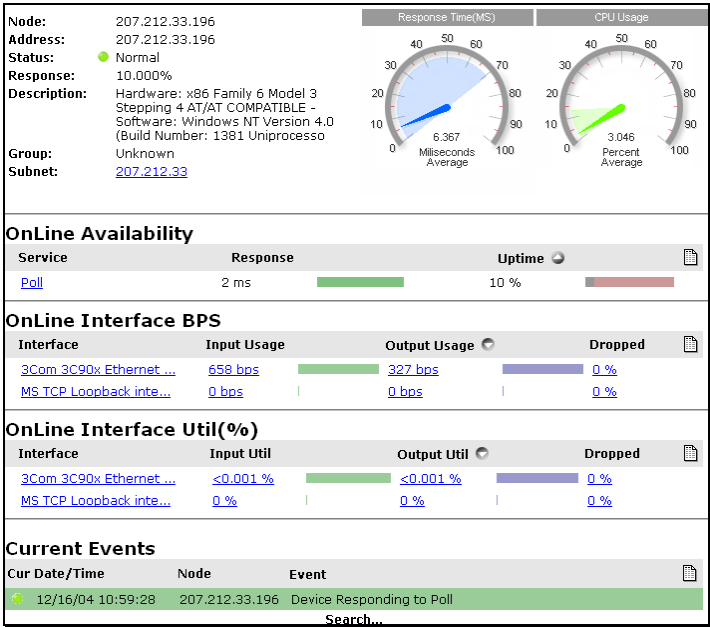 Node: 207.212.33.196
Address: 207.212.33.196
Status: Normal
Response: 10.000%
Description: Hardware: x86 Family 6 Model 3
Stepping 4 AT/AT COMPATIBLE -
Software: Windows NT Version 4.0
(Build Number: 1381 Uniprocesso
Group: Unknown
Subnet: 207.212.33
Response Time(MS)
0 10 20 30 40 50 60 70 80 90 100
6.367
Miliseconds
Average
CPU Usage
0 10 20 30 40 50 60 70 80 90 100
3.046
Percent
Average
OnLine Availability
Service Response Uptime
Poll 2 ms 10 %
OnLine Interface BPS
Interface Input Usage Output Usage Dropped
3Com 3C90x Ethernet ... 658 bps 327 bps 0 %
MS TCP Loopback inte... 0 bps 0 bps 0 %
OnLine Interface Util(%)
Interface Input Util Output Util Dropped
3Com 3C90x Ethernet ... <0.001 % <0.001 % 0 %
MS TCP Loopback inte... 0 % 0 % 0 %
Current Events
Cur Date/Time Node Event
12/16/04 10:59:28 207.212.33.196 Device Responding to Poll
Search...